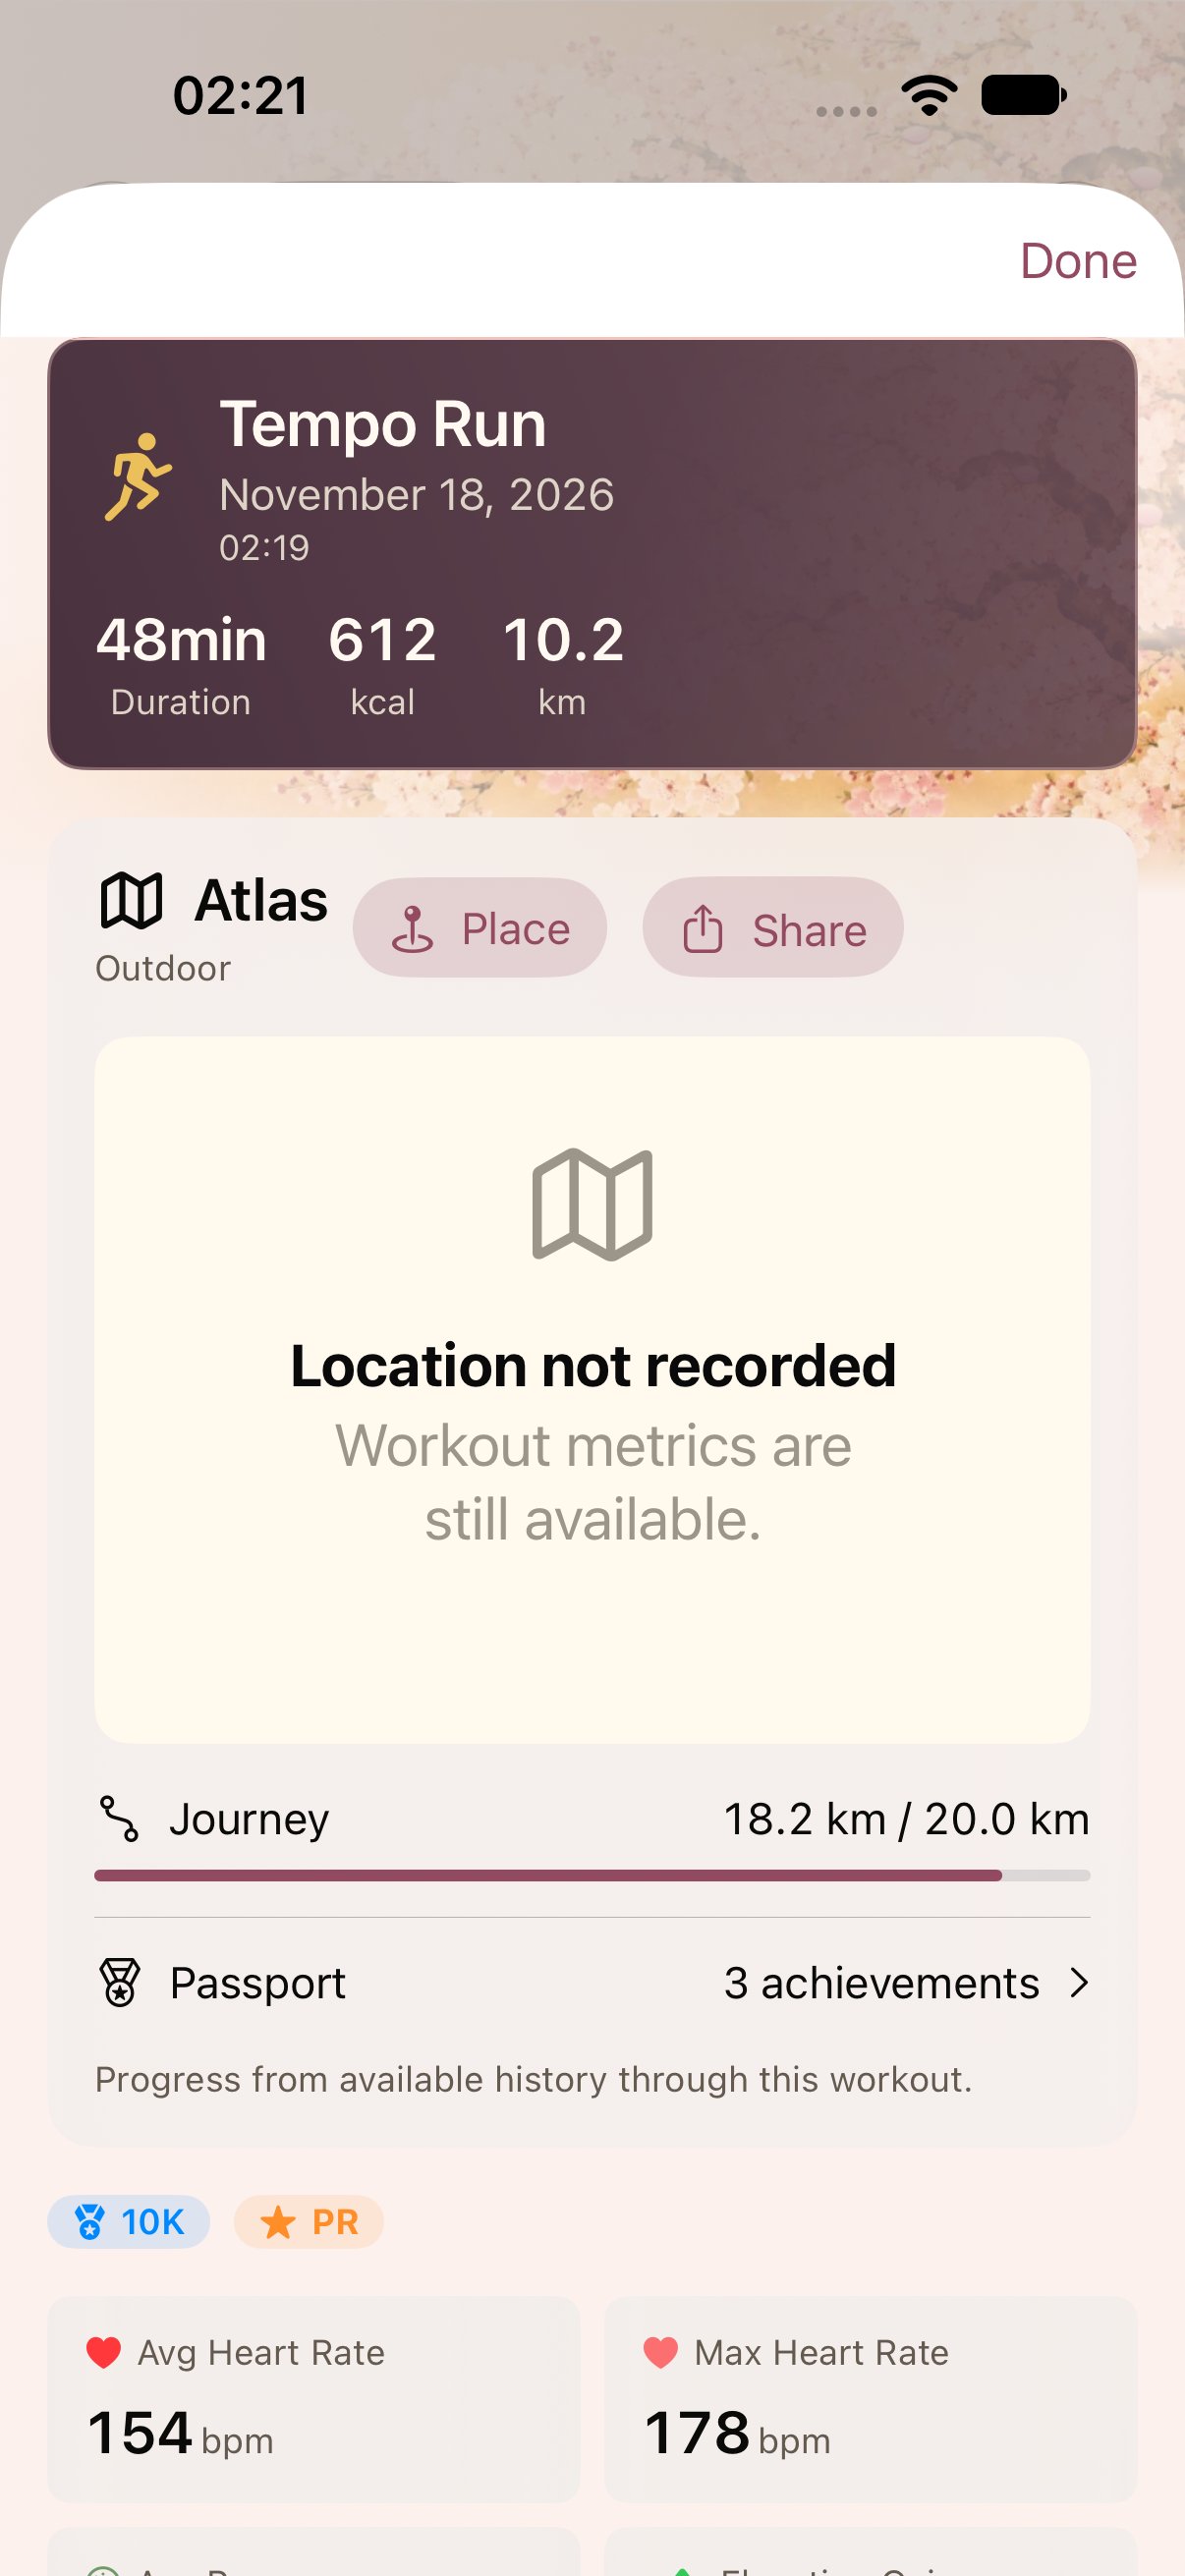 02:21
Done
Tempo Run
November 18, 2026
02:19
48min 612 10.2
Duration kcal km
Atlas
Outdoor
Place Share
Location not recorded
Workout metrics are
still available.
Journey 18.2 km / 20.0 km
Passport 3 achievements
Progress from available history through this workout.
10K PR
Avg Heart Rate Max Heart Rate
154 bpm 178 bpm